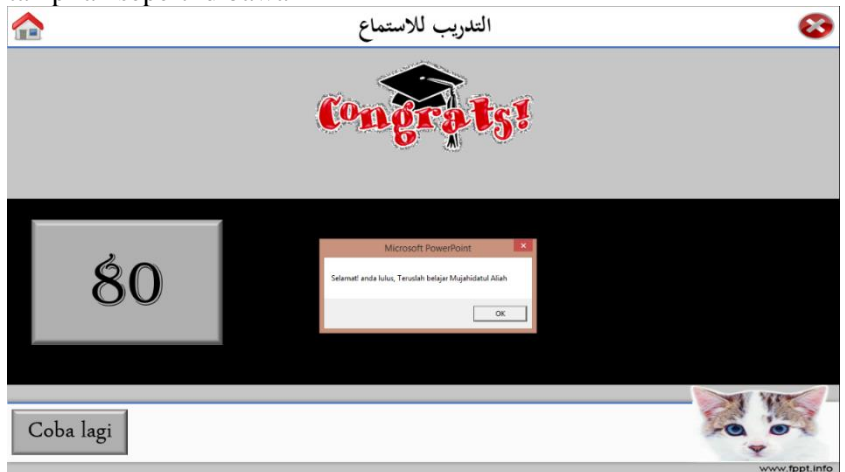 التدريب للاستماع
Congrats!
80
Microsoft PowerPoint
Selamat! anda lulus, Teruslah belajar Mujahidatul Aliah
OK
Coba lagi
www.fppt.info